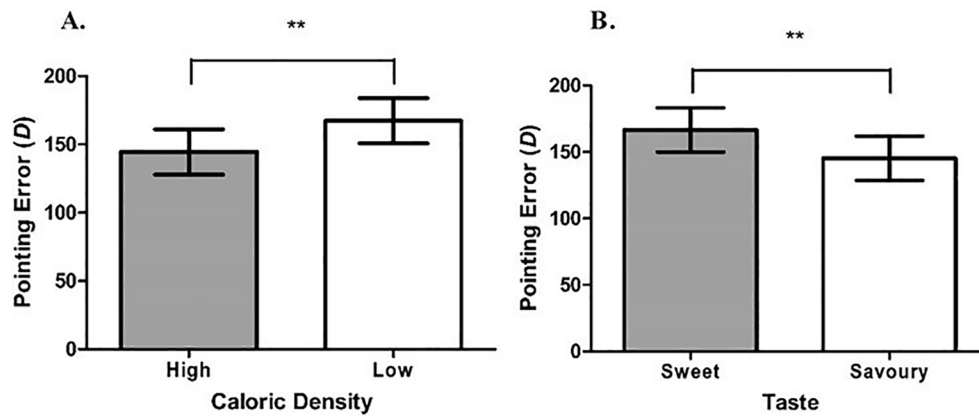 A.
**
Pointing Error (D)
200
150
100
50
0
High Low
Caloric Density
B.
**
Pointing Error (D)
200
150
100
50
0
Sweet Savoury
Taste